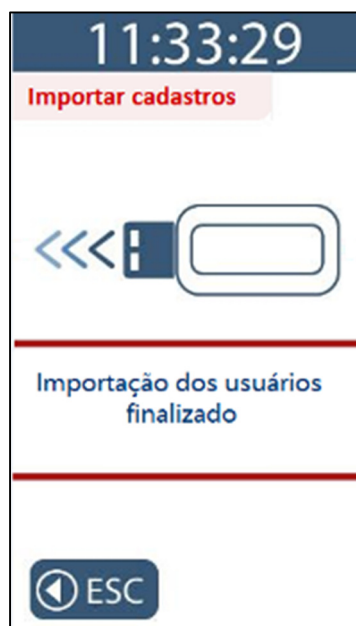 11:33:29
Importar cadastros
Importação dos usuários
finalizado
ESC